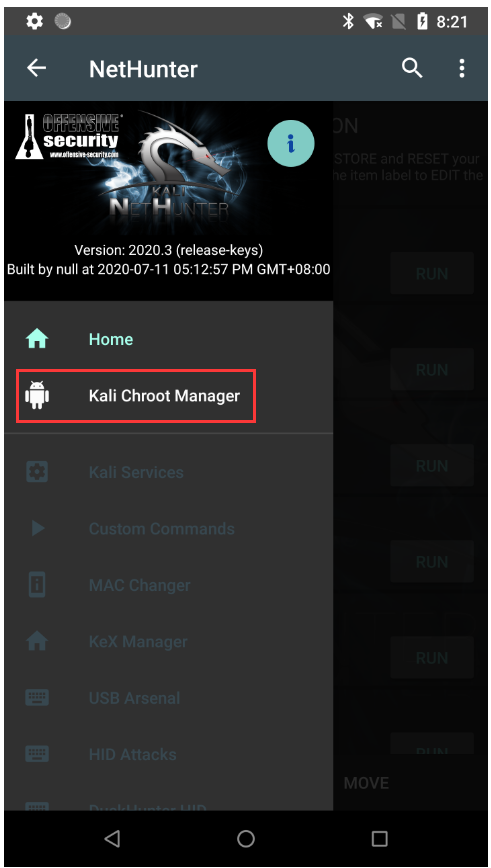 8:21
NetHunter
OFFENSIVE
security
www.offensive-security.com
i
KALI
NETHUNTER
Version: 2020.3 (release-keys)
Built by null at 2020-07-11 05:12:57 PM GMT+08:00
Home
Kali Chroot Manager
Kali Services
Custom Commands
MAC Changer
KeX Manager
USB Arsenal
HID Attacks
DuckHunter HID
ON
STORE and RESET your
he item label to EDIT the
RUN
RUN
RUN
RUN
RUN
RUN
MOVE